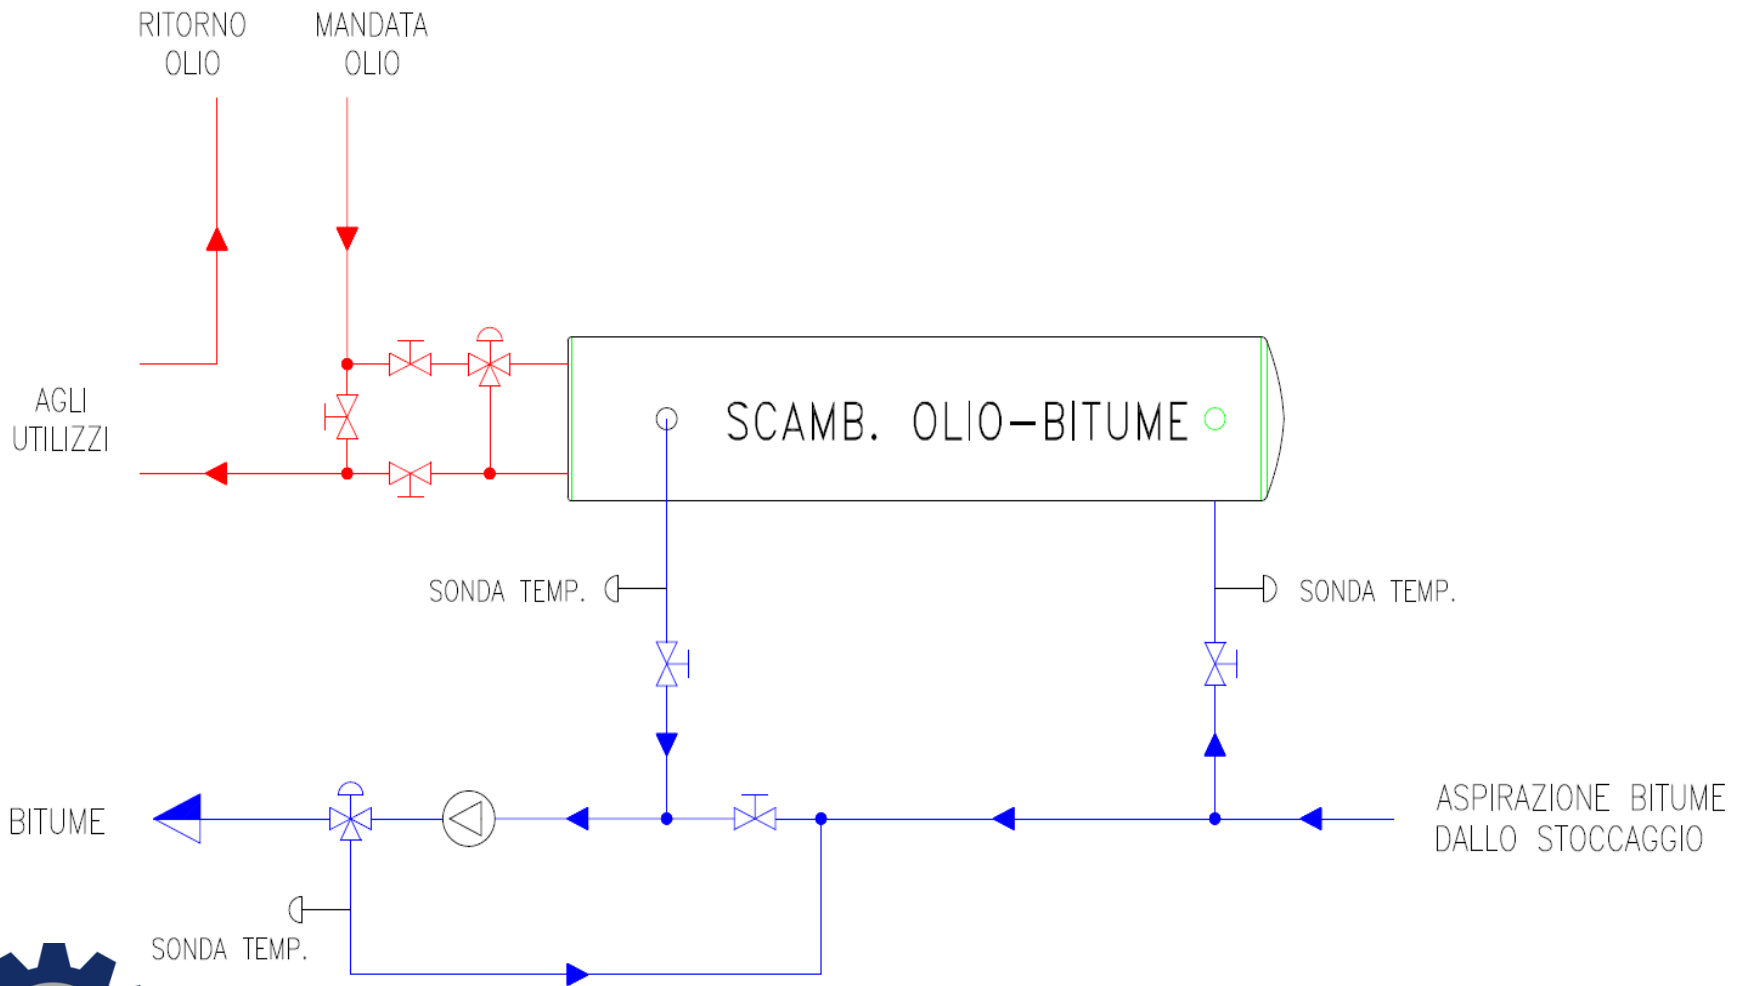 RITORNO
OLIO
MANDATA
OLIO
AGLI
UTILIZZI
SCAMB. OLIO-BITUME
SONDA TEMP.
SONDA TEMP.
BITUME
ASPIRAZIONE BITUME
DALLO STOCCAGGIO
SONDA TEMP.